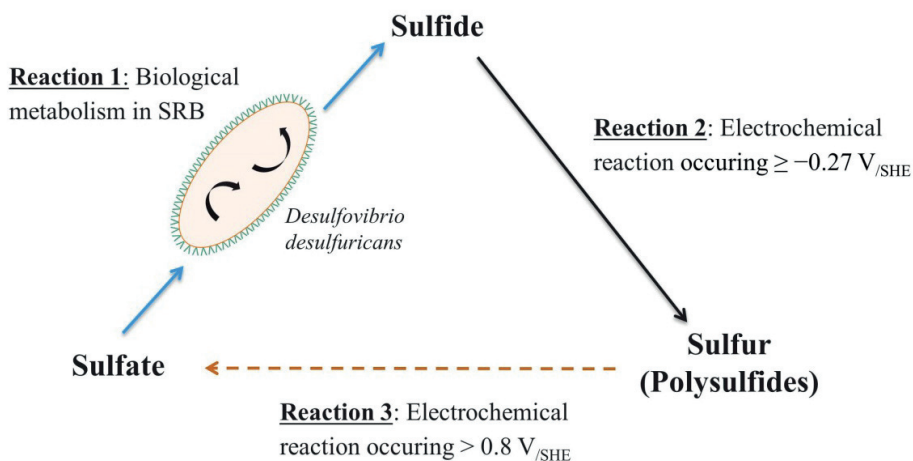 Sulfide
Reaction 1: Biological
metabolism in SRB
Reaction 2: Electrochemical
reaction occuring ≥ −0.27 V/SHE
Desulfovibrio
desulfuricans
Sulfate
Sulfur
(Polysulfides)
Reaction 3: Electrochemical
reaction occuring > 0.8 V/SHE